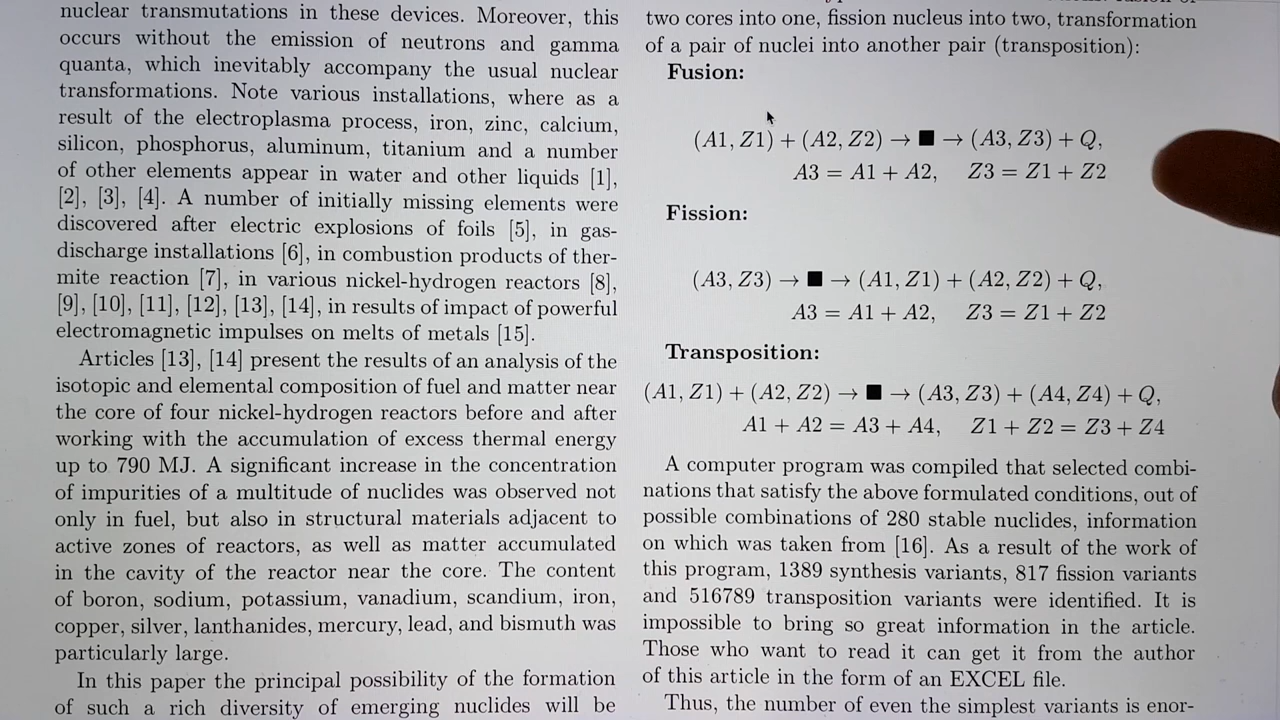 nuclear transmutations in these devices. Moreover, this
occurs without the emission of neutrons and gamma
quanta, which inevitably accompany the usual nuclear
transformations. Note various installations, where as a
result of the electroplasma process, iron, zinc, calcium,
silicon, phosphorus, aluminum, titanium and a number
of other elements appear in water and other liquids [1],
[2], [3], [4]. A number of initially missing elements were
discovered after electric explosions of foils [5], in gas-
discharge installations [6], in combustion products of ther-
mite reaction [7], in various nickel-hydrogen reactors [8],
[9], [10], [11], [12], [13], [14], in results of impact of powerful
electromagnetic impulses on melts of metals [15].
Articles [13], [14] present the results of an analysis of the
isotopic and elemental composition of fuel and matter near
the core of four nickel-hydrogen reactors before and after
working with the accumulation of excess thermal energy
up to 790 MJ. A significant increase in the concentration
of impurities of a multitude of nuclides was observed not
only in fuel, but also in structural materials adjacent to
active zones of reactors, as well as matter accumulated
in the cavity of the reactor near the core. The content
of boron, sodium, potassium, vanadium, scandium, iron,
copper, silver, lanthanides, mercury, lead, and bismuth was
particularly large.
In this paper the principal possibility of the formation
of such a rich diversity of emerging nuclides will be
two cores into one, fission nucleus into two, transformation
of a pair of nuclei into another pair (transposition):
Fusion:
(A1, Z1) + (A2, Z2) → ■ → (A3, Z3) + Q,
A3 = A1 + A2, Z3 = Z1 + Z2
Fission:
(A3, Z3) → ■ → (A1, Z1) + (A2, Z2) + Q,
A3 = A1 + A2, Z3 = Z1 + Z2
Transposition:
(A1, Z1) + (A2, Z2) → ■ → (A3, Z3) + (A4, Z4) + Q,
A1 + A2 = A3 + A4, Z1 + Z2 = Z3 + Z4
A computer program was compiled that selected combi-
nations that satisfy the above formulated conditions, out of
possible combinations of 280 stable nuclides, information
on which was taken from [16]. As a result of the work of
this program, 1389 synthesis variants, 817 fission variants
and 516789 transposition variants were identified. It is
impossible to bring so great information in the article.
Those who want to read it can get it from the author
of this article in the form of an EXCEL file.
Thus, the number of even the simplest variants is enor-